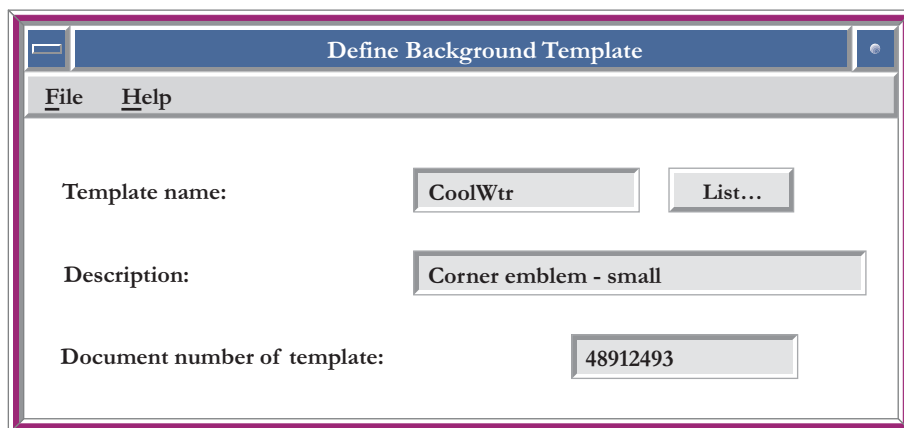 Define Background Template
File Help
Template name: CoolWtr List...
Description: Corner emblem - small
Document number of template: 48912493